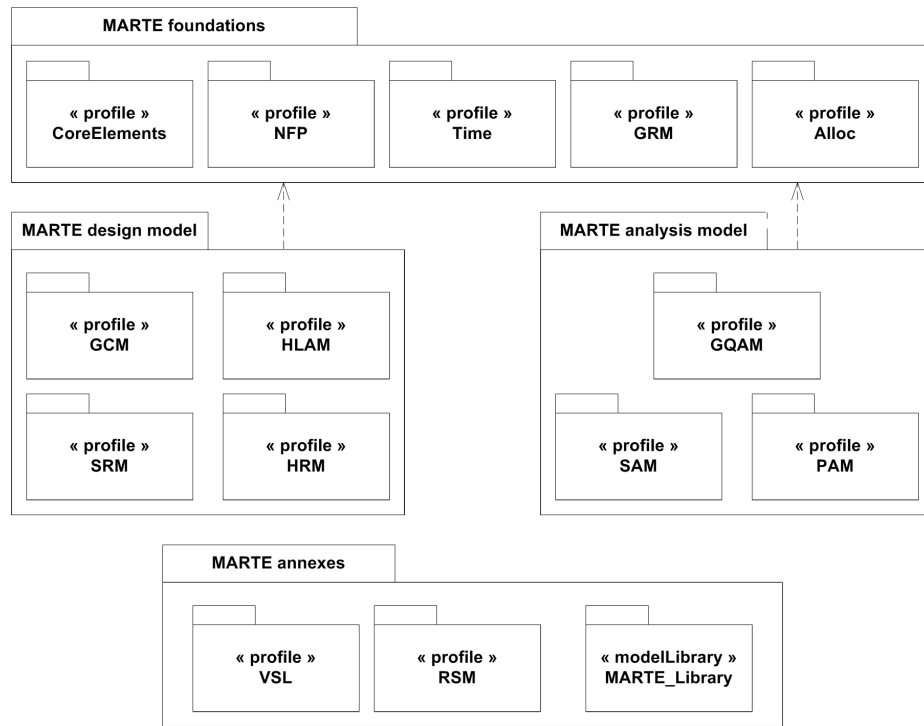 MARTE foundations
« profile »
CoreElements
« profile »
NFP
« profile »
Time
« profile »
GRM
« profile »
Alloc
MARTE design model
« profile »
GCM
« profile »
HLAM
« profile »
SRM
« profile »
HRM
MARTE analysis model
« profile »
GQAM
« profile »
SAM
« profile »
PAM
MARTE annexes
« profile »
VSL
« profile »
RSM
« modelLibrary »
MARTE_Library